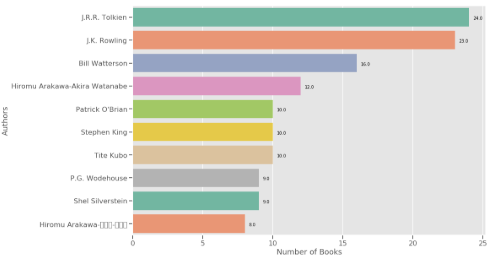 J.R.R. Tolkien
24.0
J.K. Rowling
23.0
Bill Watterson
16.0
Hiromu Arakawa-Akira Watanabe
12.0
Patrick O'Brian
10.0
Stephen King
10.0
Tite Kubo
10.0
P.G. Wodehouse
9.0
Shel Silverstein
9.0
Hiromu Arakawa-□□□-□□□
8.0
Authors
0 5 10 15 20 25
Number of Books